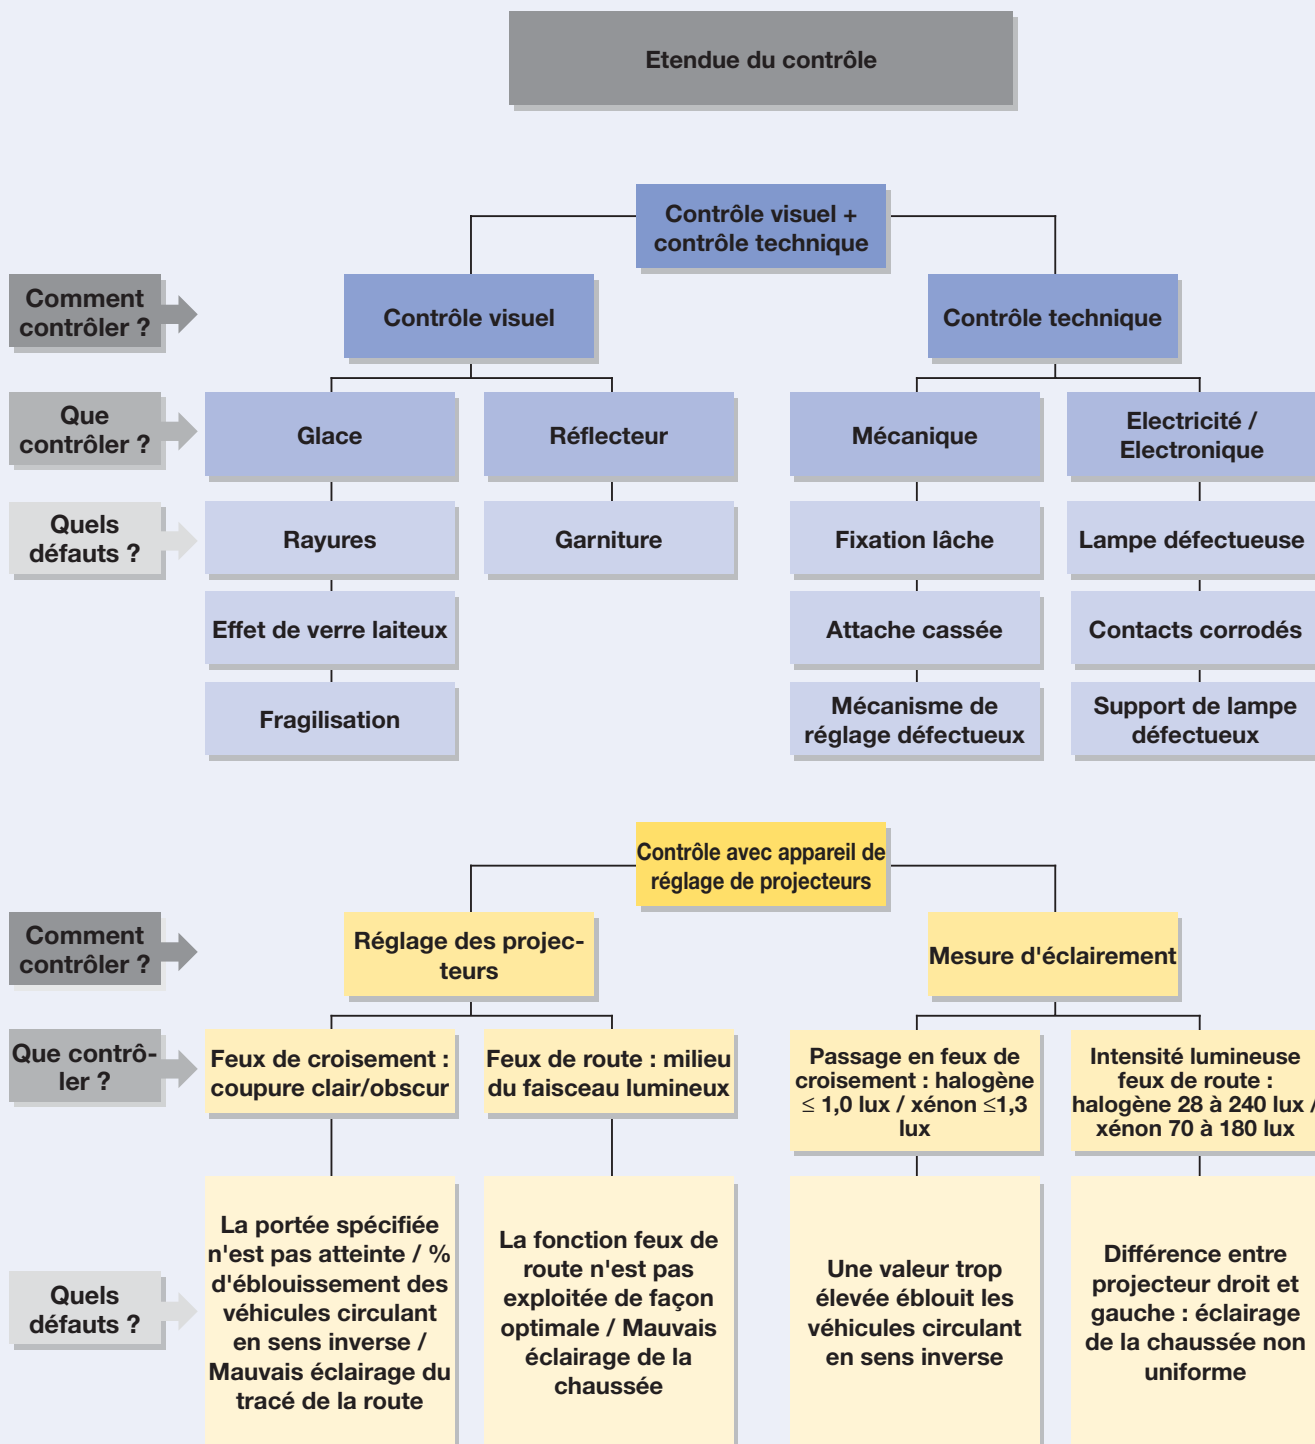 Etendue du contrôle
Contrôle visuel +
contrôle technique
Comment
contrôler ?
Contrôle visuel
Contrôle technique
Que
contrôler ?
Glace
Réflecteur
Mécanique
Electricité /
Electronique
Quels
défauts ?
Rayures
Garniture
Fixation lâche
Lampe défectueuse
Effet de verre laiteux
Attache cassée
Contacts corrodés
Fragilisation
Mécanisme de
réglage défectueux
Support de lampe
défectueux
Contrôle avec appareil de
réglage de projecteurs
Comment
contrôler ?
Réglage des projec-
teurs
Mesure d'éclairement
Que contrô-
ler ?
Feux de croisement :
coupure clair/obscur
Feux de route : milieu
du faisceau lumineux
Passage en feux de
croisement : halogène
≤ 1,0 lux / xénon ≤1,3
lux
Intensité lumineuse
feux de route :
halogène 28 à 240 lux /
xénon 70 à 180 lux
Quels
défauts ?
La portée spécifiée
n'est pas atteinte / %
d'éblouissement des
véhicules circulant
en sens inverse /
Mauvais éclairage du
tracé de la route
La fonction feux de
route n'est pas
exploitée de façon
optimale / Mauvais
éclairage de la
chaussée
Une valeur trop
élevée éblouit les
véhicules circulant
en sens inverse
Différence entre
projecteur droit et
gauche : éclairage
de la chaussée non
uniforme